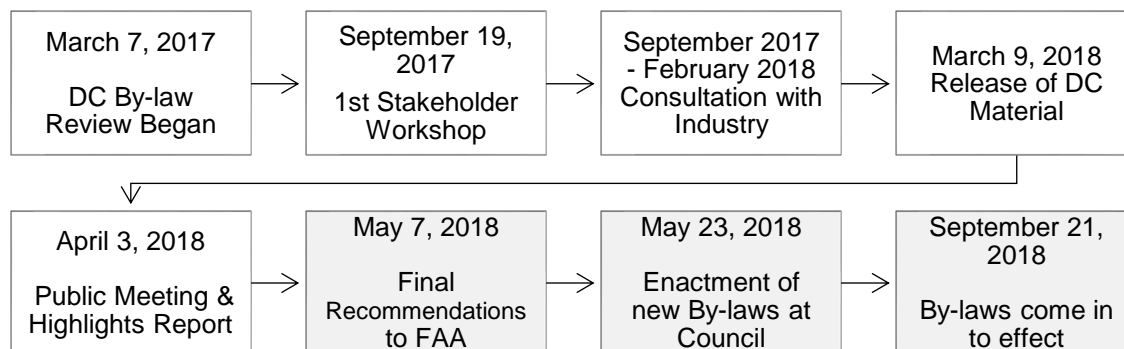 March 7, 2017
DC By-law
Review Began
September 19,
2017
1st Stakeholder
Workshop
September 2017
- February 2018
Consultation with
Industry
March 9, 2018
Release of DC
Material
April 3, 2018
Public Meeting &
Highlights Report
May 7, 2018
Final
Recommendations
to FAA
May 23, 2018
Enactment of
new By-laws at
Council
September 21,
2018
By-laws come in
to effect